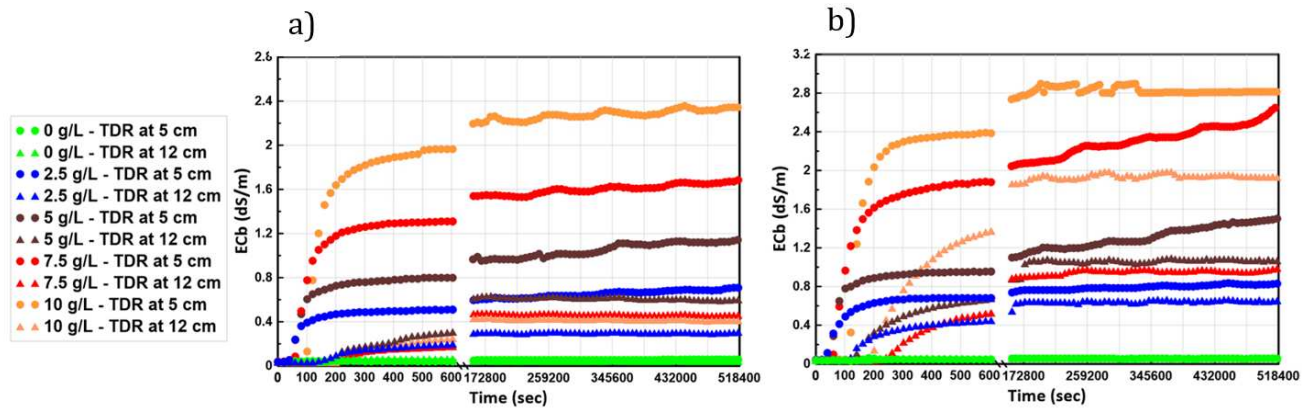 a)
b)
0 g/L - TDR at 5 cm
0 g/L - TDR at 12 cm
2.5 g/L - TDR at 5 cm
2.5 g/L - TDR at 12 cm
5 g/L - TDR at 5 cm
5 g/L - TDR at 12 cm
7.5 g/L - TDR at 5 cm
7.5 g/L - TDR at 12 cm
10 g/L - TDR at 5 cm
10 g/L - TDR at 12 cm
ECb (dS/m)
2.8
2.4
2
1.6
1.2
0.8
0.4
0
0 100 200 300 400 500 600 172800 259200 345600 432000 518400
Time (sec)
ECb (dS/m)
3.2
2.8
2.4
2
1.6
1.2
0.8
0.4
0
0 100 200 300 400 500 600 172800 259200 345600 432000 518400
Time (sec)